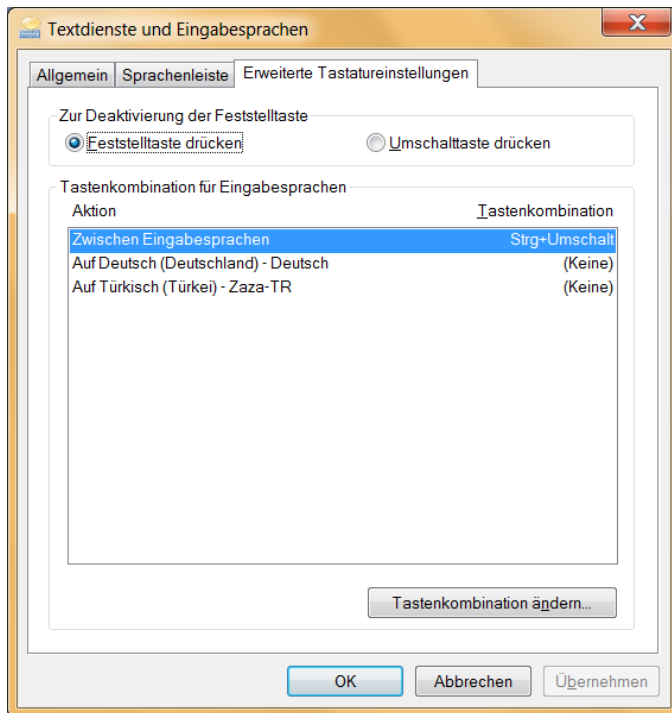 Textdienste und Eingabesprachen
Allgemein Sprachenleiste Erweiterte Tastatureinstellungen
Zur Deaktivierung der Feststelltaste
Feststelltaste drücken Umschalttaste drücken
Tastenkombination für Eingabesprachen
Aktion Tastenkombination
Zwischen Eingabesprachen Strg+Umschalt
Auf Deutsch (Deutschland) - Deutsch (Keine)
Auf Türkisch (Türkei) - Zaza-TR (Keine)
Tastenkombination ändern...
OK Abbrechen Übernehmen